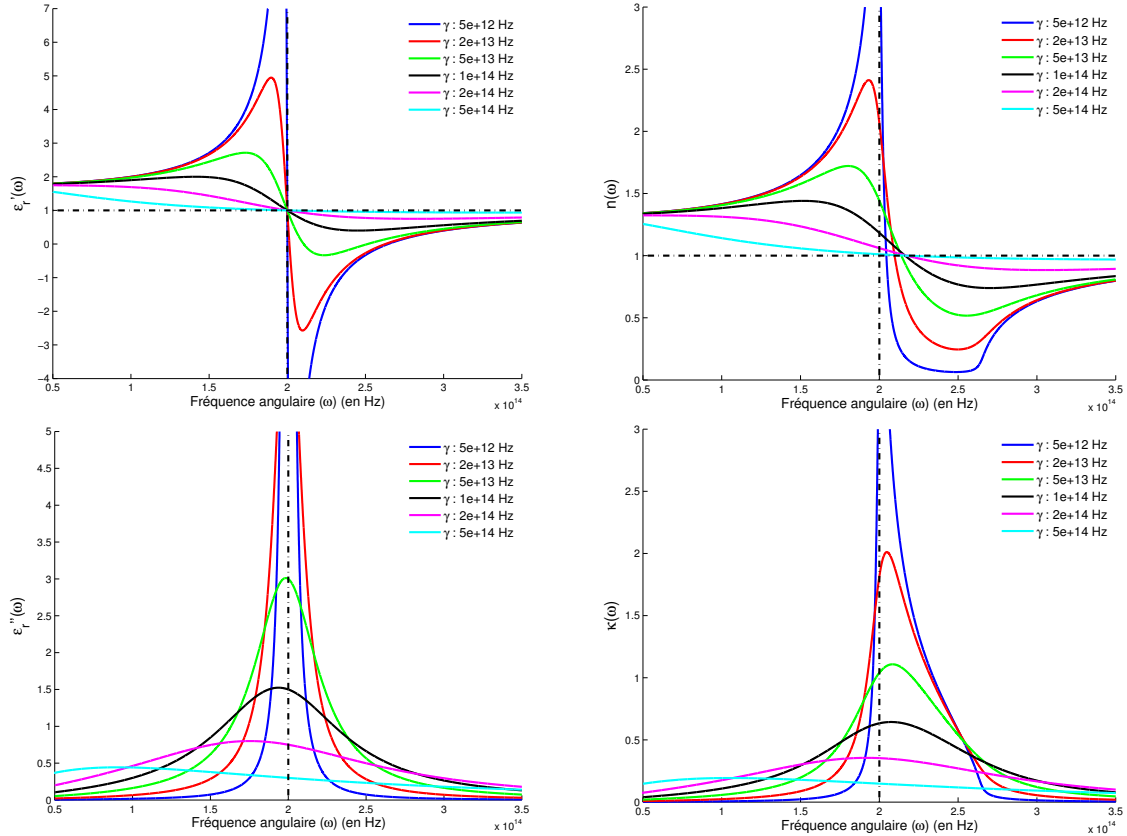 7
6
5
4
3
2
1
0
−1
−2
−3
−4
εr'(ω)
γ : 5e+12 Hz
γ : 2e+13 Hz
γ : 5e+13 Hz
γ : 1e+14 Hz
γ : 2e+14 Hz
γ : 5e+14 Hz
0.5
1
1.5
2
2.5
3
3.5
x 10^14
Fréquence angulaire (ω) (en Hz)
3
2.5
2
1.5
1
0.5
0
n(ω)
γ : 5e+12 Hz
γ : 2e+13 Hz
γ : 5e+13 Hz
γ : 1e+14 Hz
γ : 2e+14 Hz
γ : 5e+14 Hz
0.5
1
1.5
2
2.5
3
3.5
x 10^14
Fréquence angulaire (ω) (en Hz)
5
4.5
4
3.5
3
2.5
2
1.5
1
0.5
0
εr''(ω)
γ : 5e+12 Hz
γ : 2e+13 Hz
γ : 5e+13 Hz
γ : 1e+14 Hz
γ : 2e+14 Hz
γ : 5e+14 Hz
0.5
1
1.5
2
2.5
3
3.5
x 10^14
Fréquence angulaire (ω) (en Hz)
3
2.5
2
1.5
1
0.5
0
κ(ω)
γ : 5e+12 Hz
γ : 2e+13 Hz
γ : 5e+13 Hz
γ : 1e+14 Hz
γ : 2e+14 Hz
γ : 5e+14 Hz
0.5
1
1.5
2
2.5
3
3.5
x 10^14
Fréquence angulaire (ω) (en Hz)